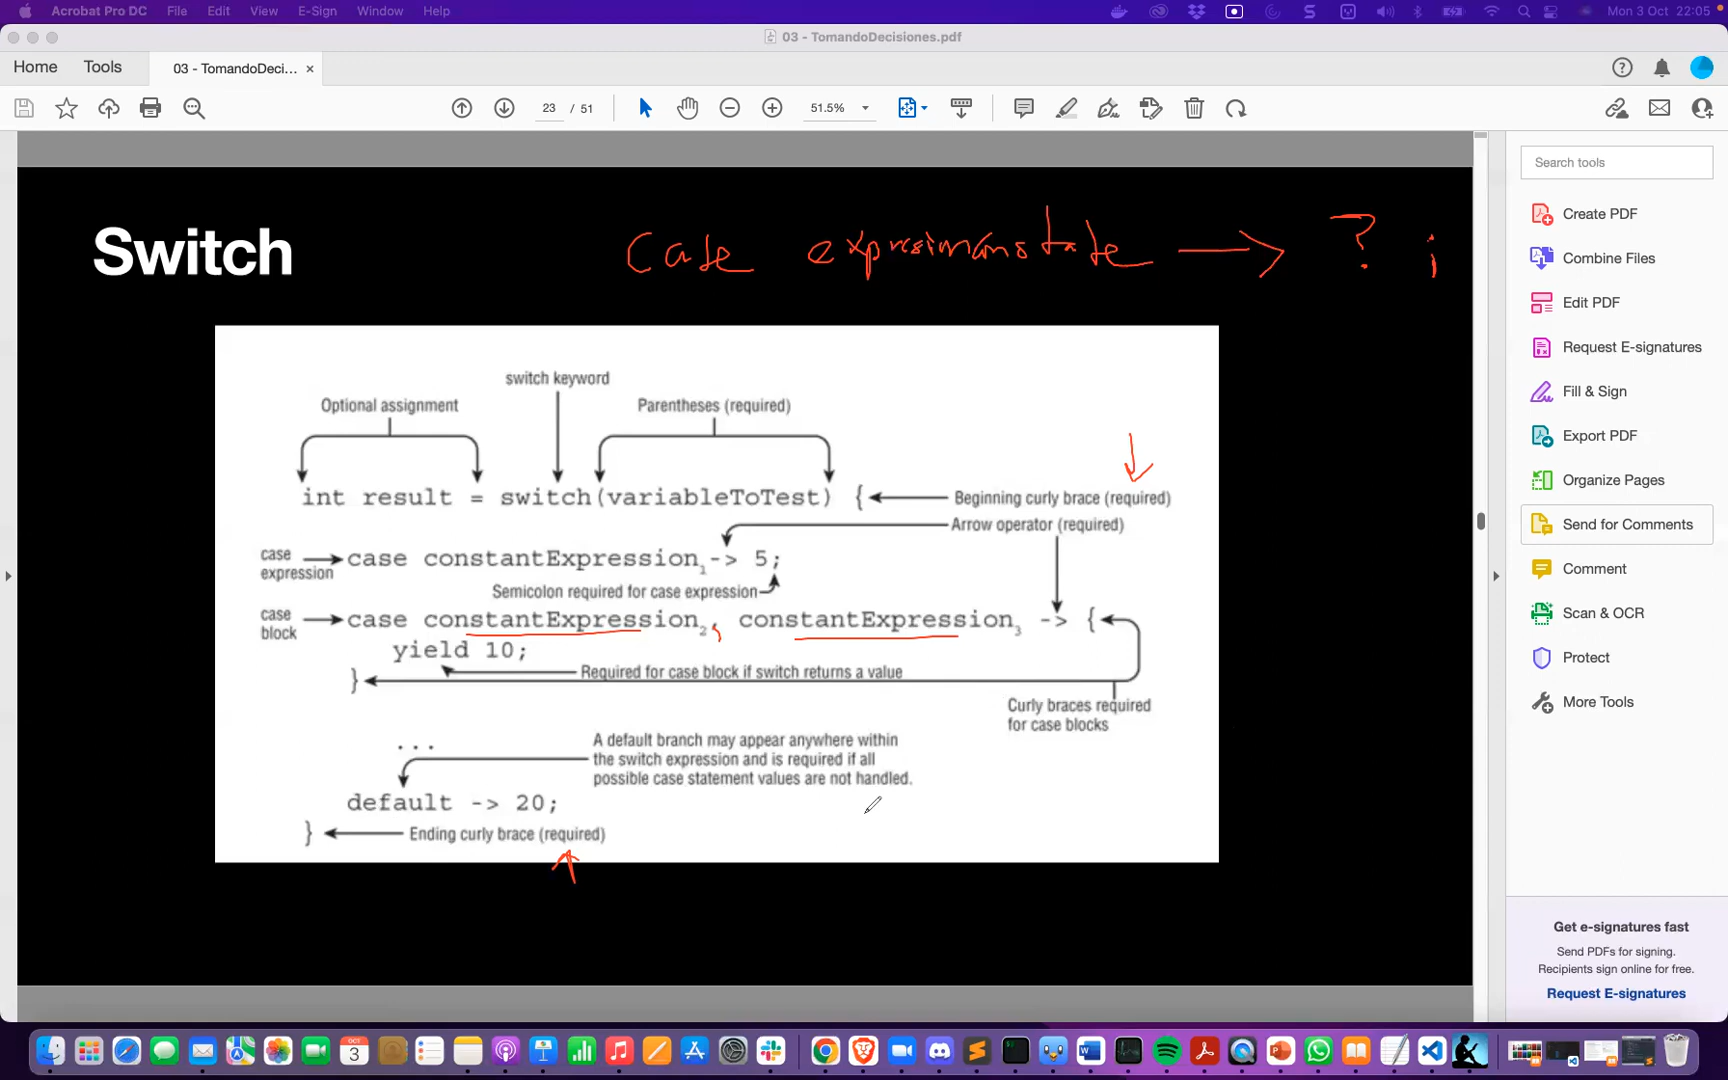 Acrobat Pro DC File Edit View E-Sign Window Help Mon 3 Oct 22:05
03 - TomandoDecisiones.pdf
Home Tools 03 - TomandoDeci... ×
23 / 51 51.5%
Switch
Case ?
switch keyword
Optional assignment Parentheses (required)
int result = switch(variableToTest) { Beginning curly brace (required)
Arrow operator (required)
case expression case constantExpression1 -> 5;
Semicolon required for case expression
case block case constantExpression2, constantExpression3 -> {
yield 10;
Required for case block if switch returns a value
}
Curly braces required
for case blocks
...
A default branch may appear anywhere within
the switch expression and is required if all
possible case statement values are not handled.
default -> 20;
} Ending curly brace (required)
Search tools
Create PDF
Combine Files
Edit PDF
Request E-signatures
Fill & Sign
Export PDF
Organize Pages
Send for Comments
Comment
Scan & OCR
Protect
More Tools
Get e-signatures fast
Send PDFs for signing.
Recipients sign online for free.
Request E-signatures
OCT
3